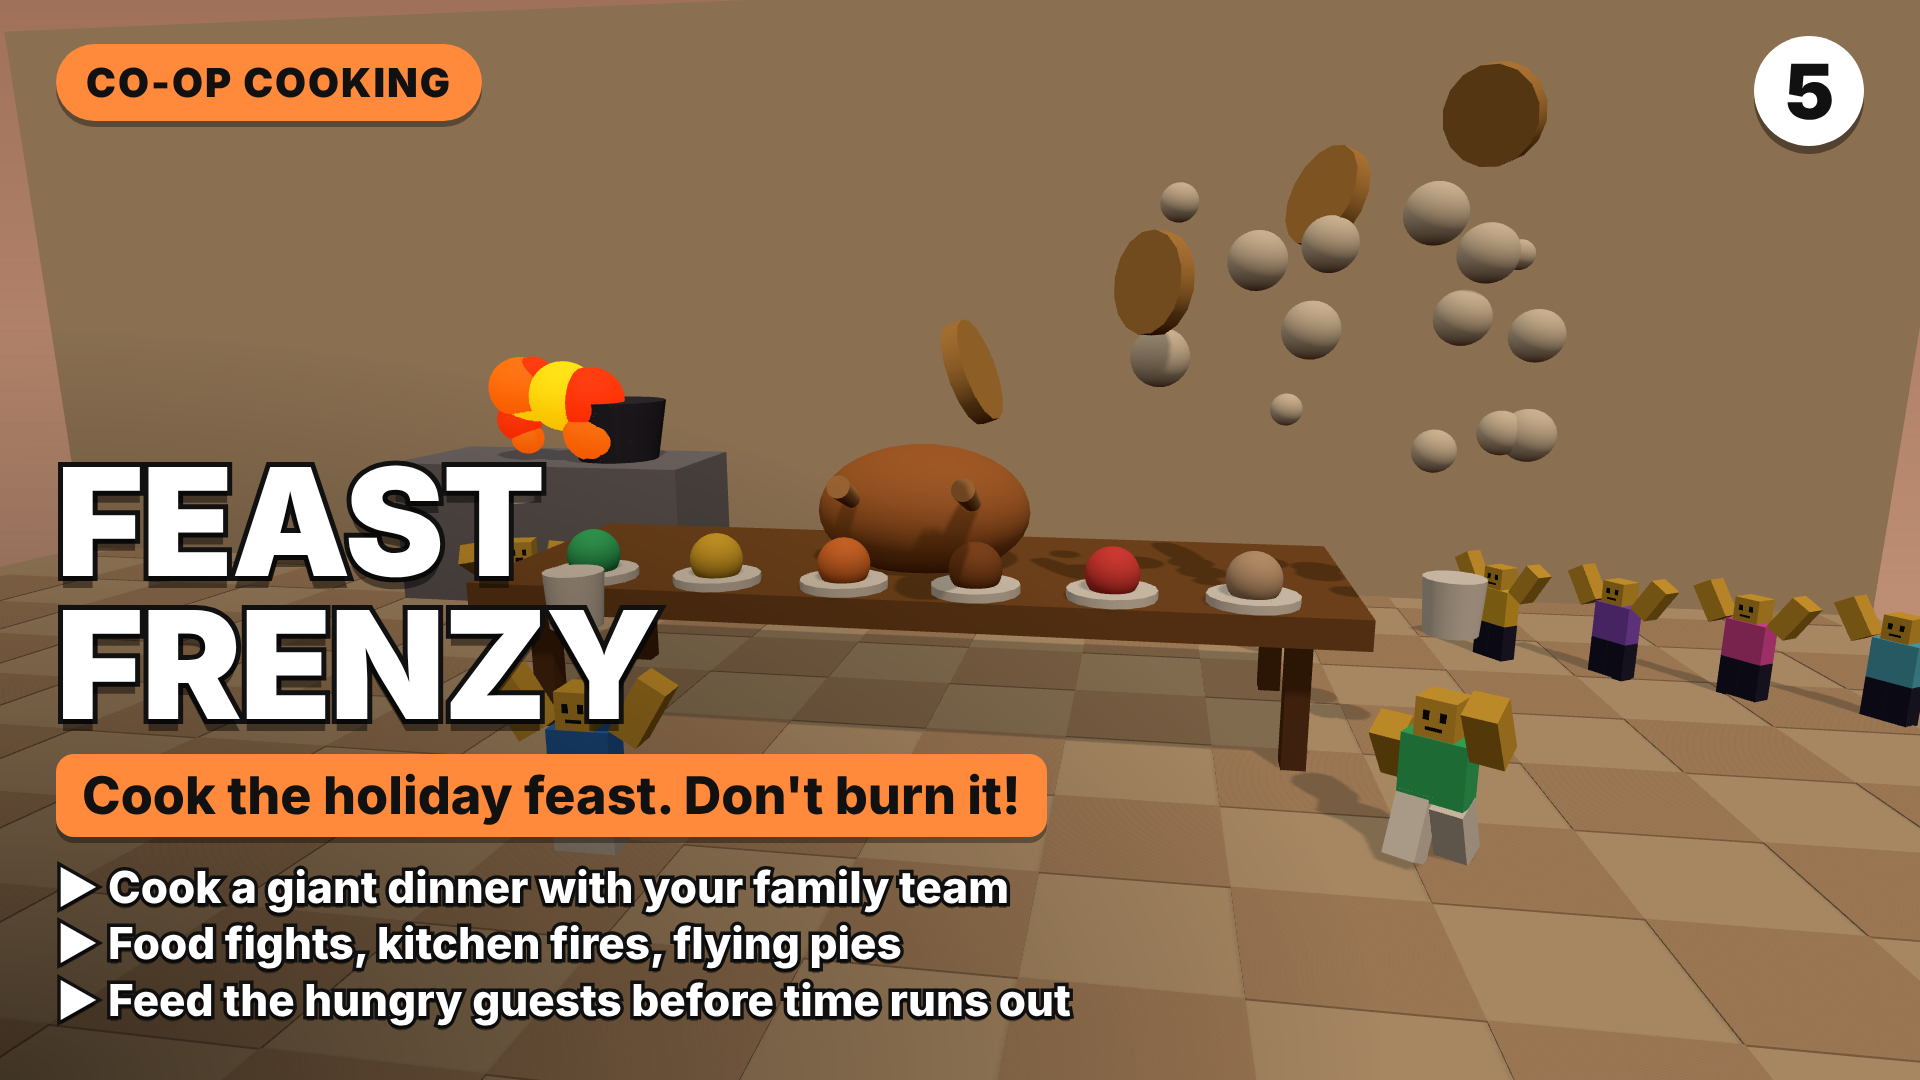 CO-OP COOKING
5
FEAST
FRENZY
Cook the holiday feast. Don't burn it!
▶ Cook a giant dinner with your family team
▶ Food fights, kitchen fires, flying pies
▶ Feed the hungry guests before time runs out